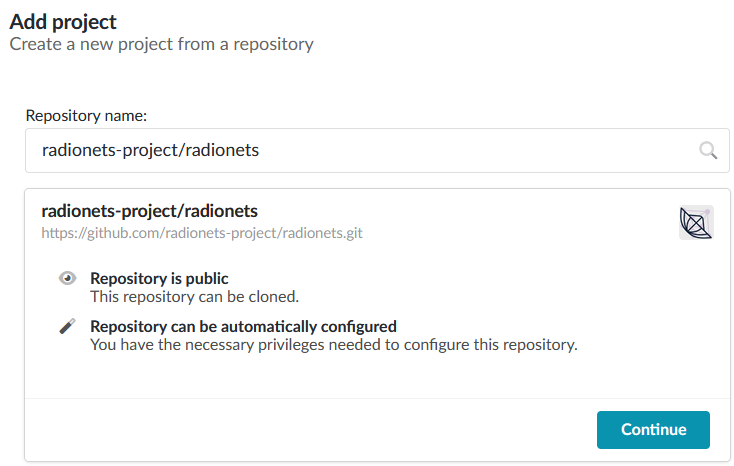 Add project
Create a new project from a repository
Repository name:
radionets-project/radionets
radionets-project/radionets
https://github.com/radionets-project/radionets.git
Repository is public
This repository can be cloned.
Repository can be automatically configured
You have the necessary privileges needed to configure this repository.
Continue